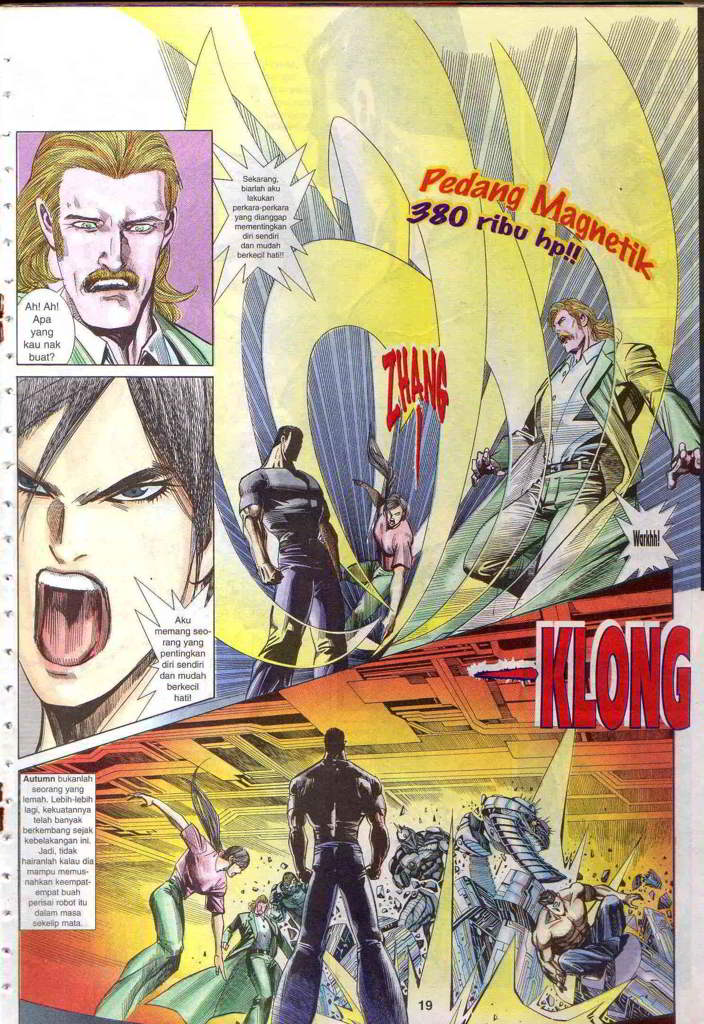 Ah! Ah!
Apa
yang
kau nak
buat?
Sekarang,
biarlah aku
lakukan
perkara-perkara
yang dianggap
mementingkan
diri sendiri
dan mudah
berkecil hati!!
Pedang Magnetik
380 ribu hp!!
ZHANG
Warkhh!
Aku
memang seo-
rang yang
pentingkan
diri sendiri
dan mudah
berkecil
hati!
KLONG
Autumn bukanlah
seorang yang
lemah. Lebih-lebih
lagi, kekuatannya
telah banyak
berkembang sejak
kebelakangan ini.
Jadi, tidak
hairanlah kalau dia
mampu memus-
nahkan keempat-
empat buah
perisai robot itu
dalam masa
sekelip mata.
19